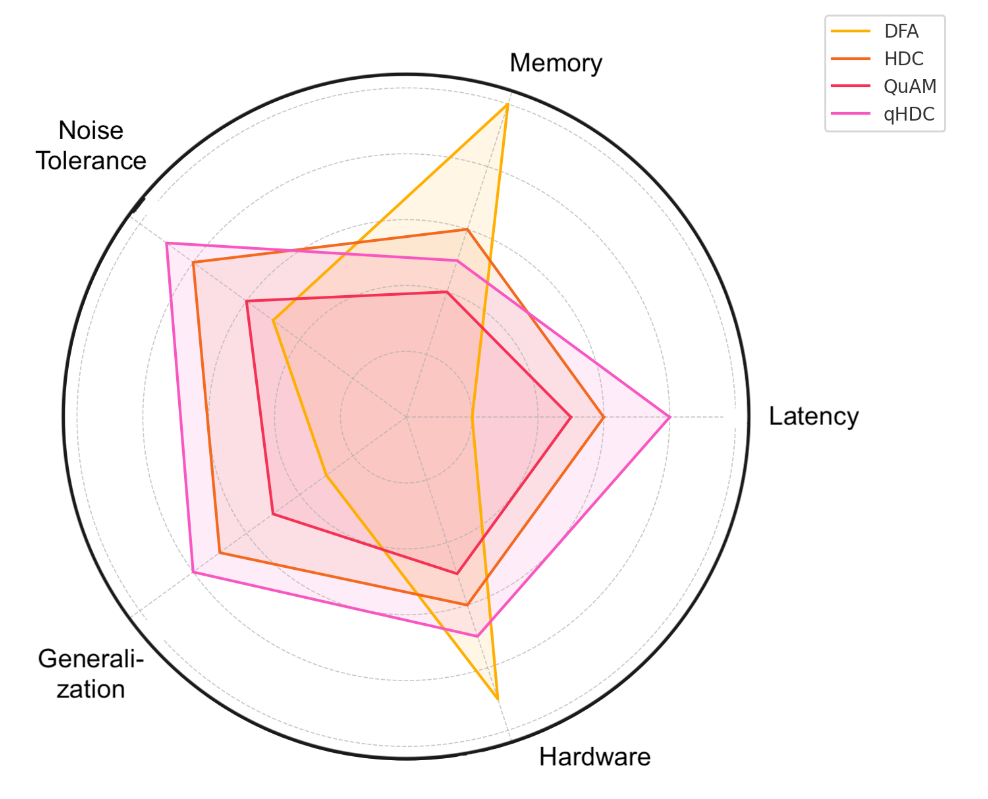 DFA
HDC
QuAM
qHDC
Memory
Noise
Tolerance
Latency
Generali-
zation
Hardware